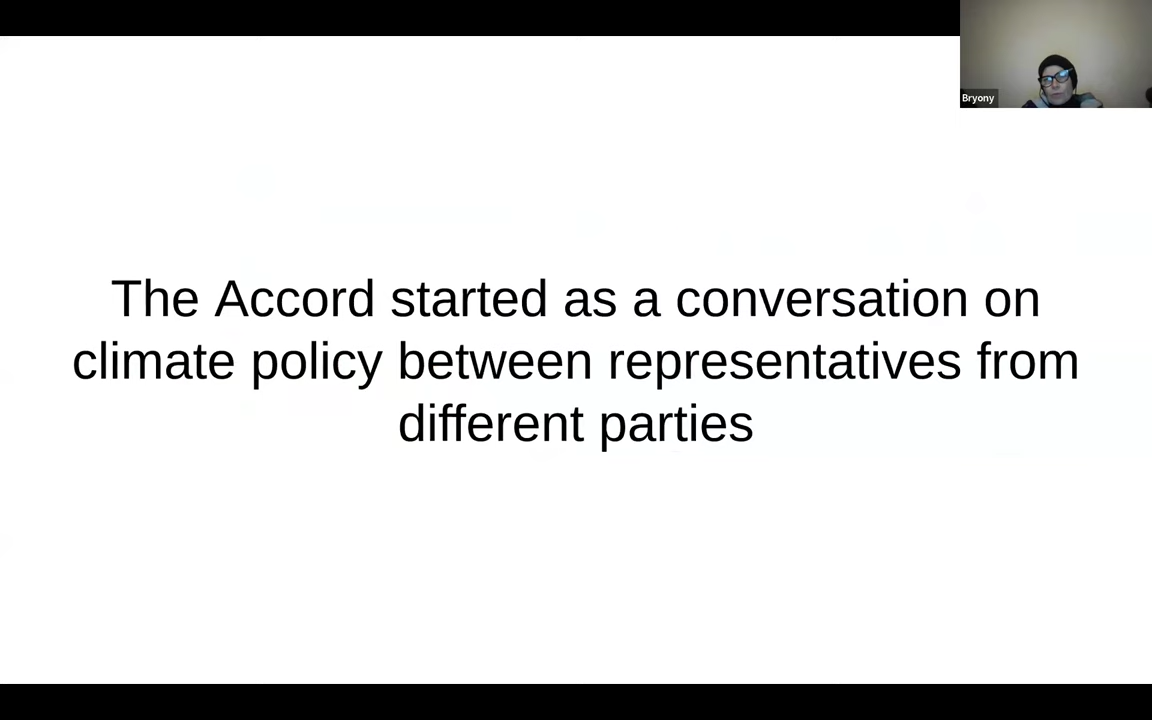 Bryony
The Accord started as a conversation on
climate policy between representatives from
different parties